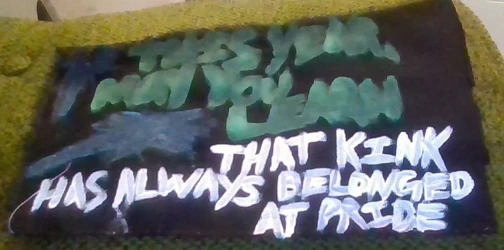 THIS YEAR,
MAY YOU
LEARN
THAT KINK
HAS ALWAYS BELONGED
AT PRIDE